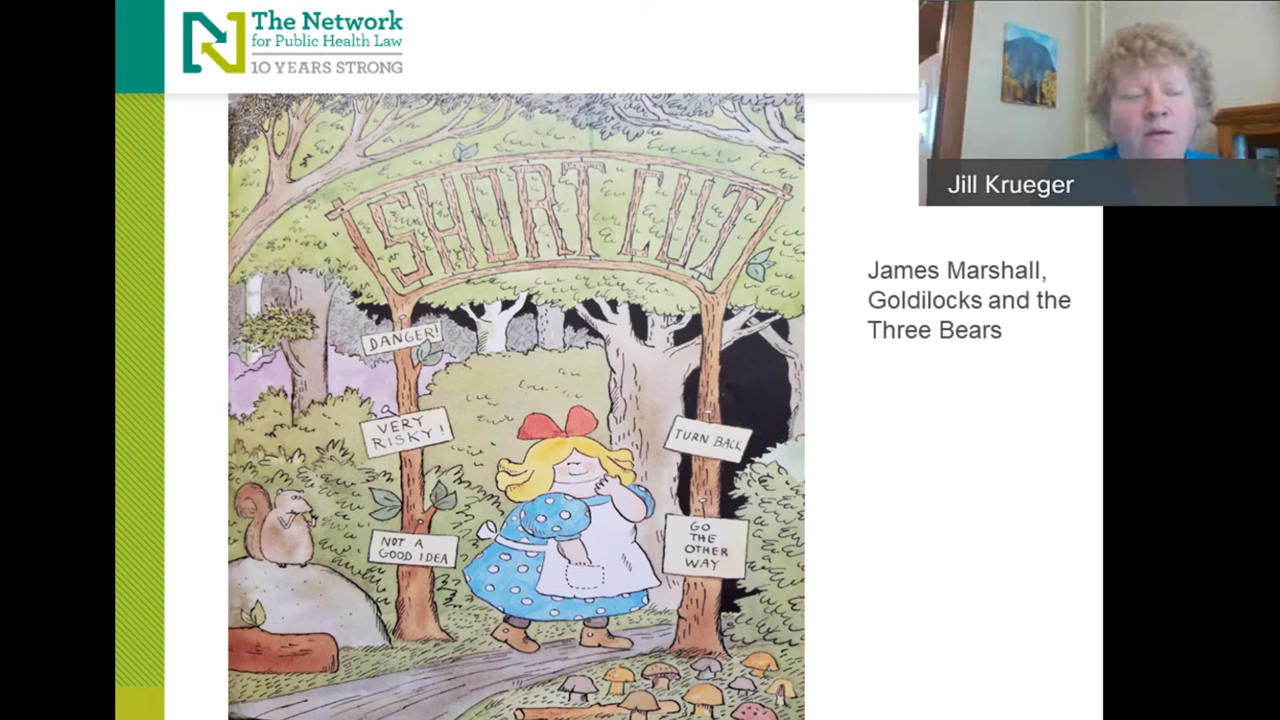 The Network
for Public Health Law
10 YEARS STRONG
Jill Krueger
James Marshall,
Goldilocks and the
Three Bears
SHORT CUT
DANGER!
VERY
RISKY!
NOT A
GOOD IDEA
TURN BACK
GO
THE
OTHER
WAY